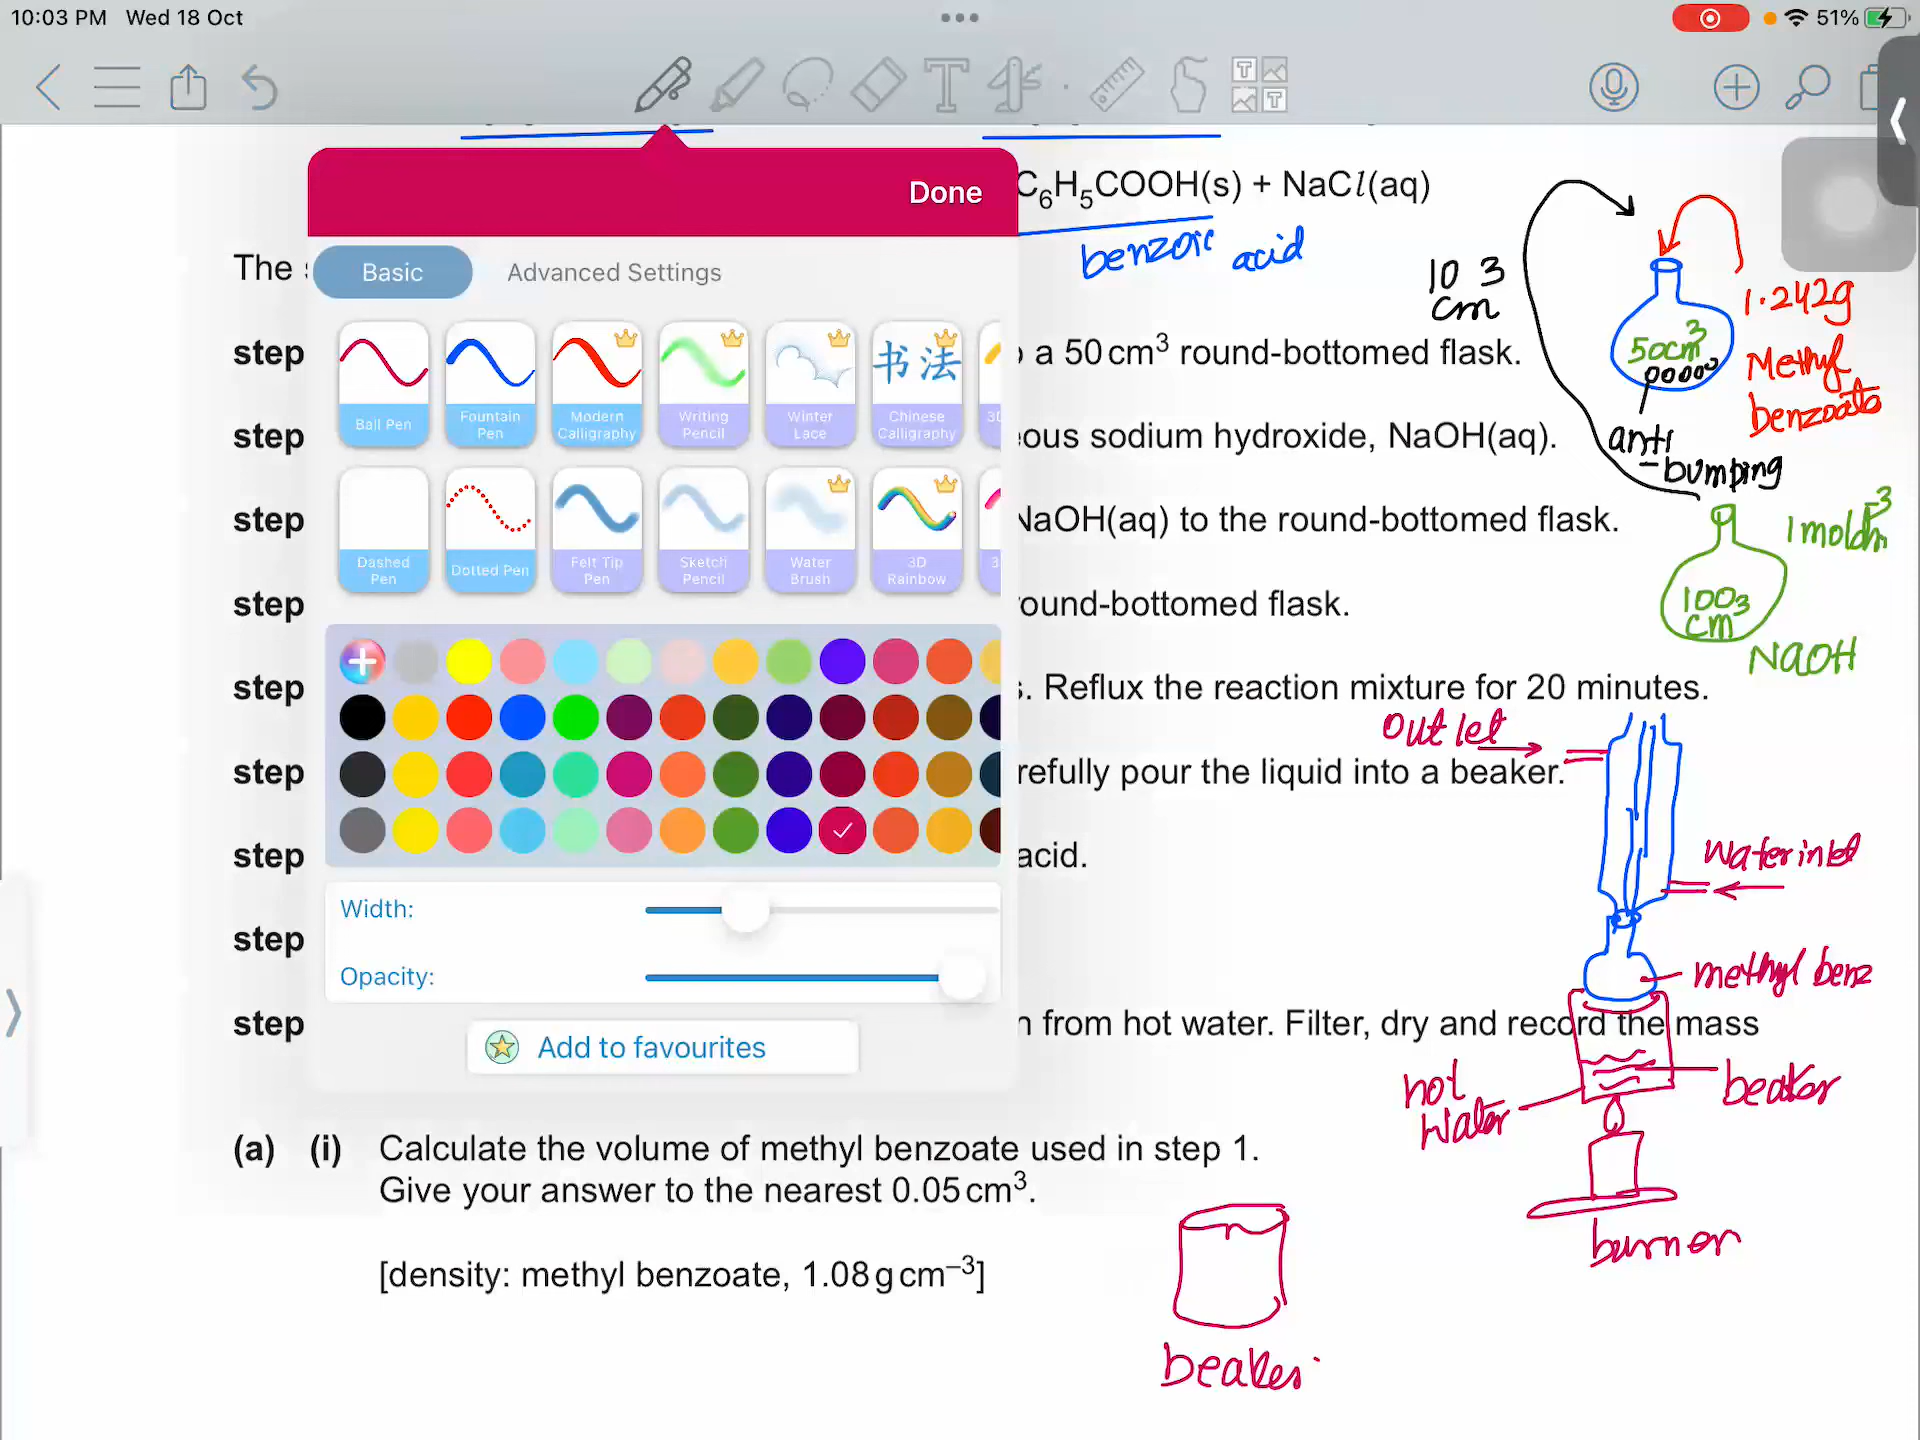 10:03 PM Wed 18 Oct
51%
Done
C₆H₅COOH(s) + NaCl(aq)
benzoic acid
The
Basic Advanced Settings
10 cm³
1.242g
Methyl
benzoate
50cm³
anti
-bumping
1 moldm⁻³
100 cm³
NaOH
step a 50 cm³ round-bottomed flask.
Ball Pen
Fountain Pen
Modern Calligraphy
Writing Pencil
Winter Lace
书法
Chinese Calligraphy
step ous sodium hydroxide, NaOH(aq).
step NaOH(aq) to the round-bottomed flask.
Dashed Pen
Dotted Pen
Felt Tip Pen
Sketch Pencil
Water Brush
3D Rainbow
step ound-bottomed flask.
step s. Reflux the reaction mixture for 20 minutes.
Outlet
step refully pour the liquid into a beaker.
step acid.
Water inlet
Width:
step
Opacity:
methyl benz
step n from hot water. Filter, dry and record the mass
Add to favourites
hot
water
beaker
burner
(a) (i) Calculate the volume of methyl benzoate used in step 1.
Give your answer to the nearest 0.05 cm³.
[density: methyl benzoate, 1.08 g cm⁻³]
beaker